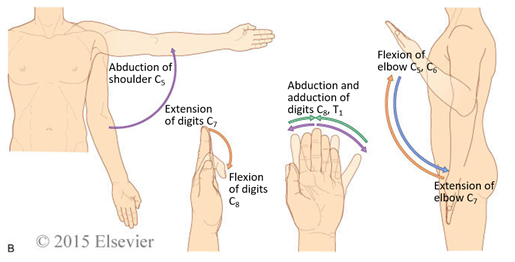 Abduction of
shoulder C5
Extension
of digits C7
Flexion
of digits
C8
Abduction and
adduction of
digits C8, T1
Flexion of
elbow C5, C6
Extension of
elbow C7
B
© 2015 Elsevier